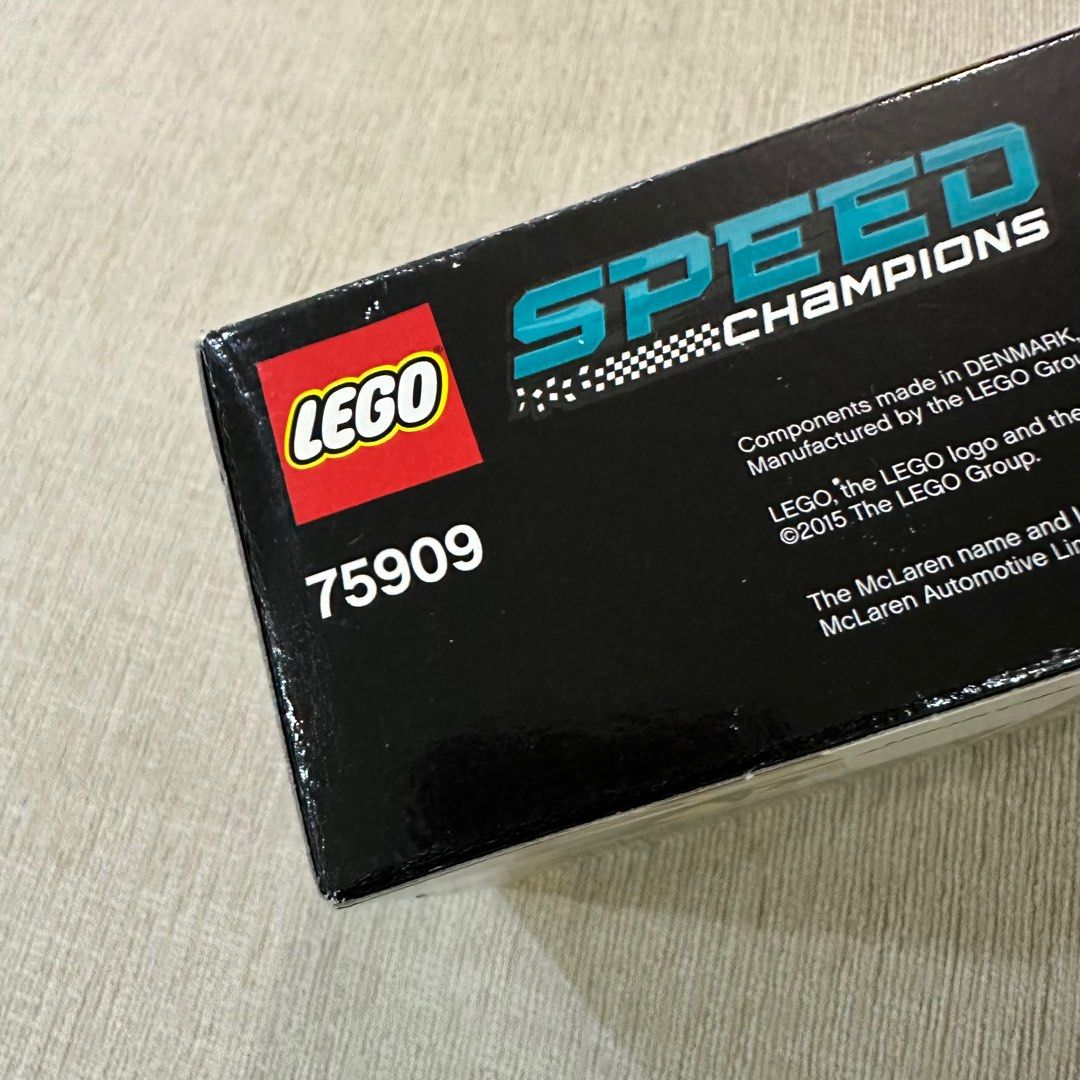 LEGO®
75909
SPEED
CHAMPIONS
Components made in DENMARK,
Manufactured by the LEGO
LEGO, the LEGO logo and the
©2015 The LEGO Group.
The McLaren name and
McLaren Automotive